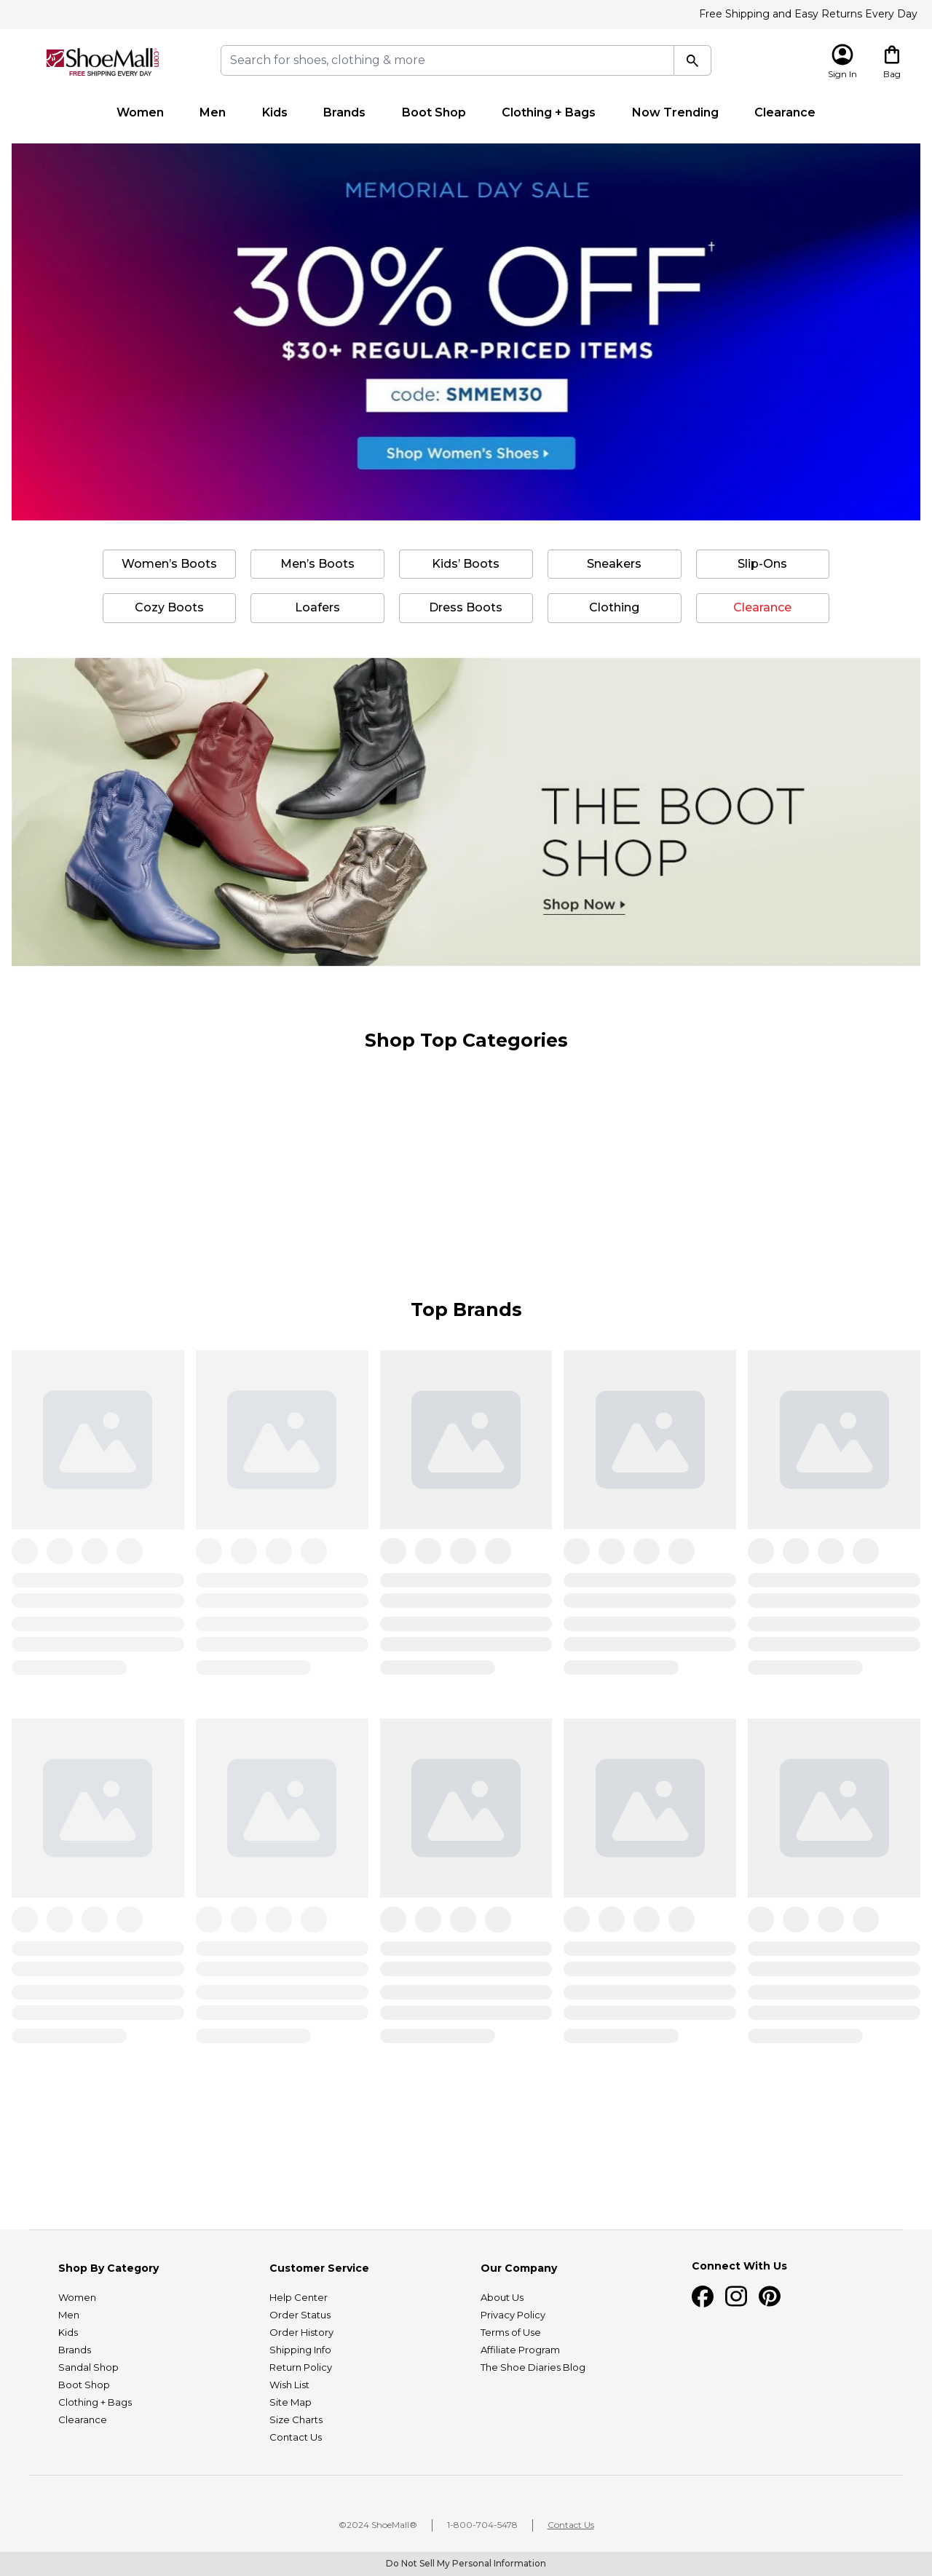 Free Shipping and Easy Returns Every Day
ShoeMall.com
FREE SHIPPING EVERY DAY
Search for shoes, clothing & more
Sign In
Bag
Women Men Kids Brands Boot Shop Clothing + Bags Now Trending Clearance
MEMORIAL DAY SALE
30% OFF†
$30+ REGULAR-PRICED ITEMS
code: SMMEM30
Shop Women's Shoes
Women's Boots Men's Boots Kids' Boots Sneakers Slip-Ons
Cozy Boots Loafers Dress Boots Clothing Clearance
THE BOOT
SHOP
Shop Now
Shop Top Categories
Top Brands
Shop By Category
Women
Men
Kids
Brands
Sandal Shop
Boot Shop
Clothing + Bags
Clearance
Customer Service
Help Center
Order Status
Order History
Shipping Info
Return Policy
Wish List
Site Map
Size Charts
Contact Us
Our Company
About Us
Privacy Policy
Terms of Use
Affiliate Program
The Shoe Diaries Blog
Connect With Us
©2024 ShoeMall® 1-800-704-5478 Contact Us
Do Not Sell My Personal Information